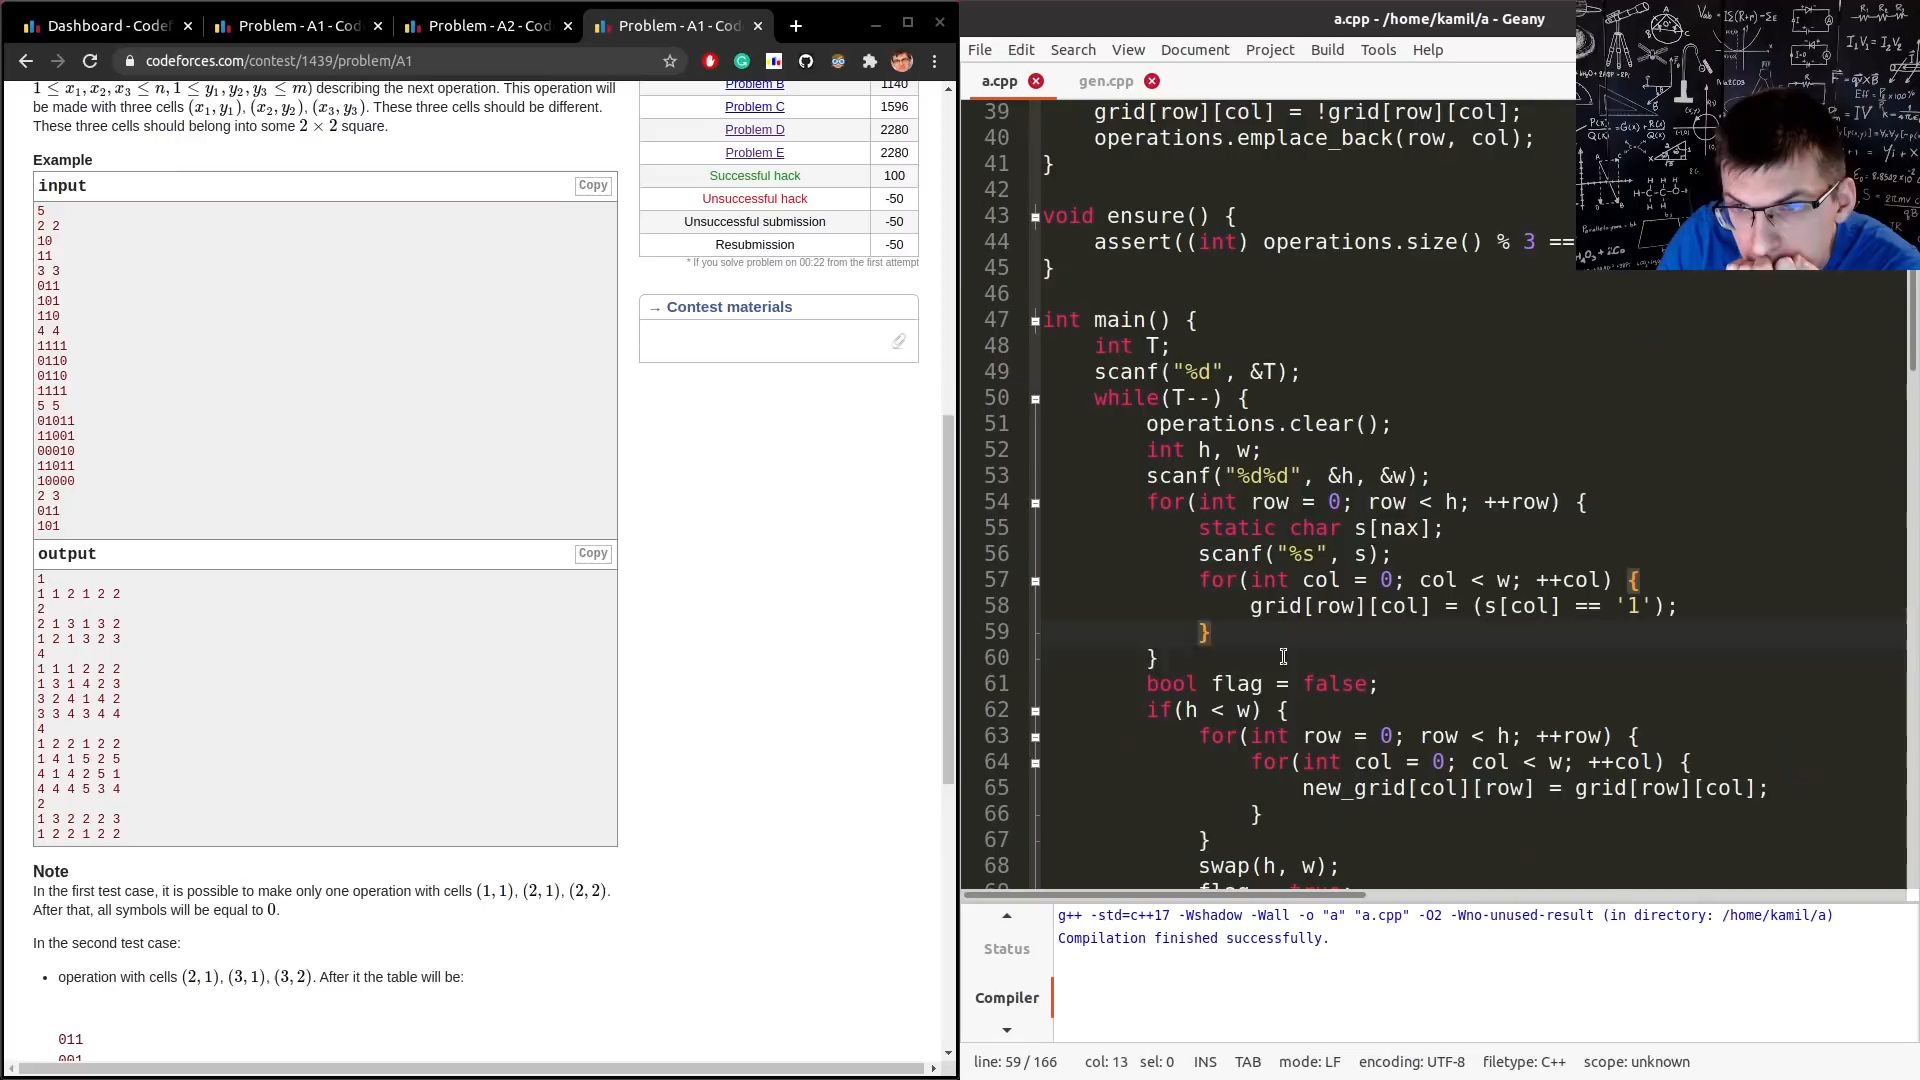 Dashboard - Codef
Problem - A1 - Cod
Problem - A2 - Cod
Problem - A1 - Cod
codeforces.com/contest/1439/problem/A1
1 ≤ x1, x2, x3 ≤ n, 1 ≤ y1, y2, y3 ≤ m) describing the next operation. This operation will
be made with three cells (x1, y1), (x2, y2), (x3, y3). These three cells should be different.
These three cells should belong into some 2 × 2 square.
Example
input
Copy
5
2 2
10
11
3 3
011
101
110
4 4
1111
0110
0110
1111
5 5
01011
11001
00010
11011
10000
2 3
011
101
output
Copy
1
1 1 2 1 2 2
2
2 1 3 1 3 2
1 2 1 3 2 3
4
1 1 1 2 2 2
1 3 1 4 2 3
3 2 4 1 4 2
3 3 4 3 4 4
4
1 2 2 1 2 2
1 4 1 5 2 5
4 1 4 2 5 1
4 4 4 5 3 4
2
1 3 2 2 2 3
1 2 2 1 2 2
Note
In the first test case, it is possible to make only one operation with cells (1, 1), (2, 1), (2, 2).
After that, all symbols will be equal to 0.
In the second test case:
• operation with cells (2, 1), (3, 1), (3, 2). After it the table will be:
011
001
Problem B 1140
Problem C 1596
Problem D 2280
Problem E 2280
Successful hack 100
Unsuccessful hack -50
Unsuccessful submission -50
Resubmission -50
* If you solve problem on 00:22 from the first attempt
→ Contest materials
a.cpp - /home/kamil/a - Geany
File Edit Search View Document Project Build Tools Help
a.cpp
gen.cpp
39 grid[row][col] = !grid[row][col];
40 operations.emplace_back(row, col);
41 }
42
43 void ensure() {
44 assert((int) operations.size() % 3 ==
45 }
46
47 int main() {
48 int T;
49 scanf("%d", &T);
50 while(T--) {
51 operations.clear();
52 int h, w;
53 scanf("%d%d", &h, &w);
54 for(int row = 0; row < h; ++row) {
55 static char s[nax];
56 scanf("%s", s);
57 for(int col = 0; col < w; ++col) {
58 grid[row][col] = (s[col] == '1');
59 }
60 }
61 bool flag = false;
62 if(h < w) {
63 for(int row = 0; row < h; ++row) {
64 for(int col = 0; col < w; ++col) {
65 new_grid[col][row] = grid[row][col];
66 }
67 }
68 swap(h, w);
69 flag = true;
Status
Compiler
g++ -std=c++17 -Wshadow -Wall -o "a" "a.cpp" -O2 -Wno-unused-result (in directory: /home/kamil/a)
Compilation finished successfully.
line: 59 / 166 col: 13 sel: 0 INS TAB mode: LF encoding: UTF-8 filetype: C++ scope: unknown